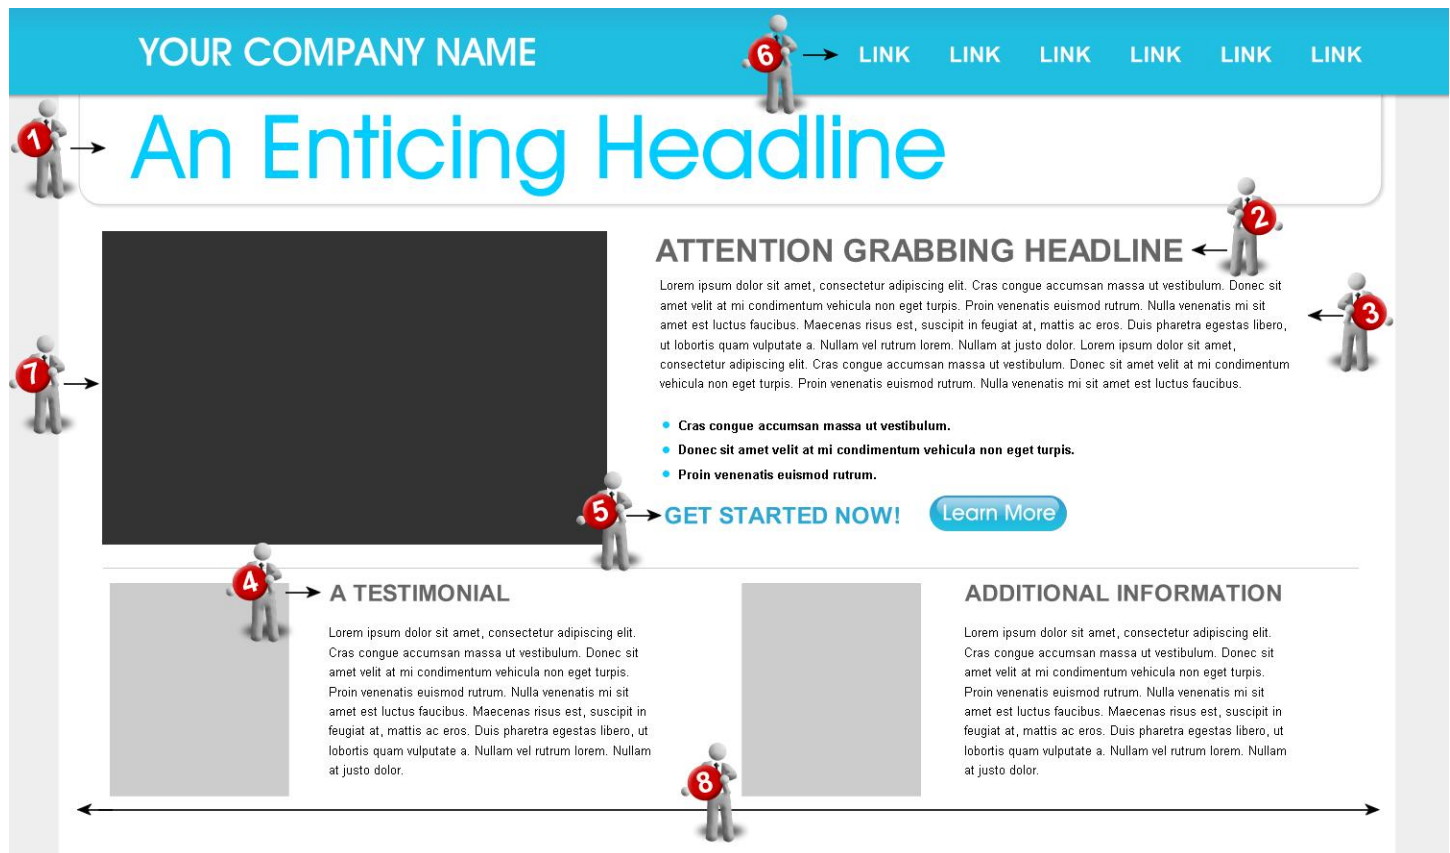 YOUR COMPANY NAME
6
LINK LINK LINK LINK LINK LINK
1
An Enticing Headline
2
ATTENTION GRABBING HEADLINE
Lorem ipsum dolor sit amet, consectetur adipiscing elit. Cras congue accumsan massa ut vestibulum. Donec sit
amet velit at mi condimentum vehicula non eget turpis. Proin venenatis euismod rutrum. Nulla venenatis mi sit
amet est luctus faucibus. Maecenas risus est, suscipit in feugiat at, mattis ac eros. Duis pharetra egestas libero,
ut lobortis quam vulputate a. Nullam vel rutrum lorem. Nullam at justo dolor. Lorem ipsum dolor sit amet,
consectetur adipiscing elit. Cras congue accumsan massa ut vestibulum. Donec sit amet velit at mi condimentum
vehicula non eget turpis. Proin venenatis euismod rutrum. Nulla venenatis mi sit amet est luctus faucibus.
3
7
Cras congue accumsan massa ut vestibulum.
Donec sit amet velit at mi condimentum vehicula non eget turpis.
Proin venenatis euismod rutrum.
5
GET STARTED NOW! Learn More
4
A TESTIMONIAL
Lorem ipsum dolor sit amet, consectetur adipiscing elit.
Cras congue accumsan massa ut vestibulum. Donec sit
amet velit at mi condimentum vehicula non eget turpis.
Proin venenatis euismod rutrum. Nulla venenatis mi sit
amet est luctus faucibus. Maecenas risus est, suscipit in
feugiat at, mattis ac eros. Duis pharetra egestas libero, ut
lobortis quam vulputate a. Nullam vel rutrum lorem. Nullam
at justo dolor.
ADDITIONAL INFORMATION
Lorem ipsum dolor sit amet, consectetur adipiscing elit.
Cras congue accumsan massa ut vestibulum. Donec sit
amet velit at mi condimentum vehicula non eget turpis.
Proin venenatis euismod rutrum. Nulla venenatis mi sit
amet est luctus faucibus. Maecenas risus est, suscipit in
feugiat at, mattis ac eros. Duis pharetra egestas libero, ut
lobortis quam vulputate a. Nullam vel rutrum lorem. Nullam
at justo dolor.
8